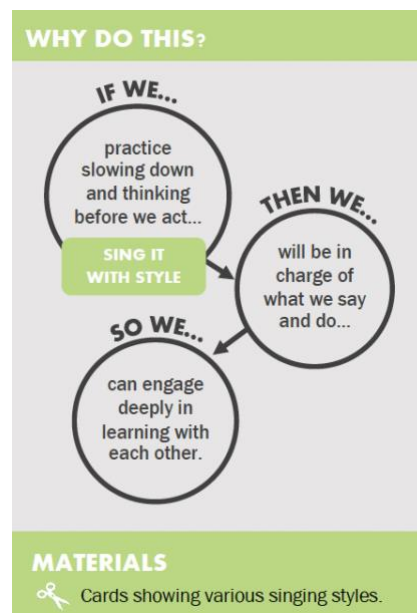 WHY DO THIS?
IF WE...
practice
slowing down
and thinking
before we act...
SING IT
WITH STYLE
THEN WE...
will be in
charge of
what we say
and do...
SO WE...
can engage
deeply in
learning with
each other.
MATERIALS
Cards showing various singing styles.